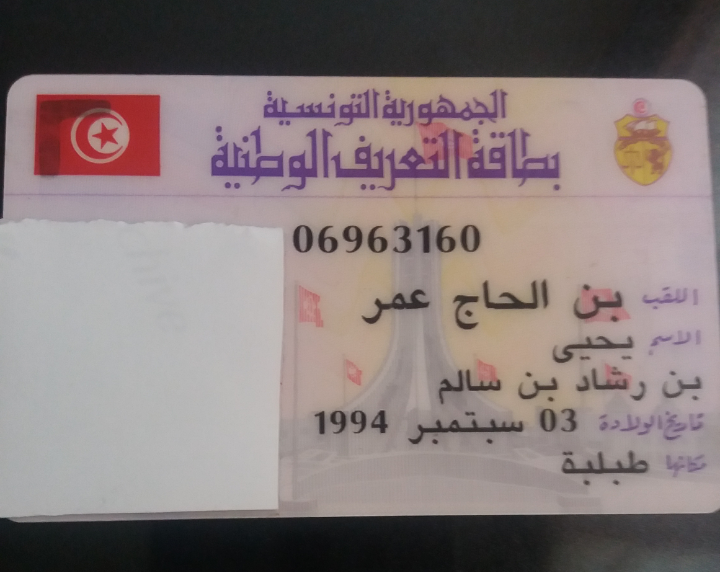 الجمهورية التونسية
بطاقة التعريف الوطنية
06963160
اللقب بن الحاج عمر
الاسم يحيى
بن رشاد بن سالم
تاريخ الولادة 03 سبتمبر 1994
مكانها طبلبة